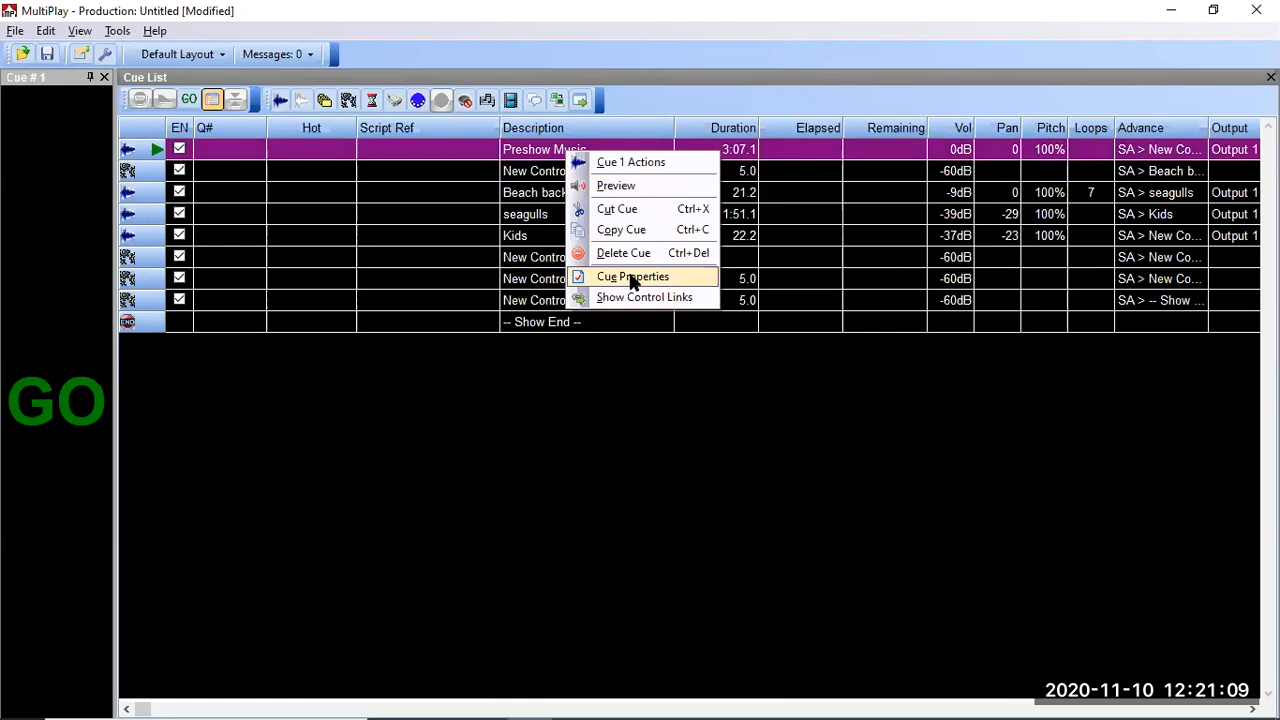 MultiPlay - Production: Untitled [Modified]
File Edit View Tools Help
Default Layout Messages: 0
Cue # 1 Cue List
GO
EN Q# Hot Script Ref Description Duration Elapsed Remaining Vol Pan Pitch Loops Advance Output
Preshow Music 3:07.1 0dB 0 100% SA > New Co... Output 1
New Contro 5.0 -60dB SA > Beach b...
Beach back 21.2 -9dB 0 100% 7 SA > seagulls Output 1
seagulls 1:51.1 -39dB -29 100% SA > Kids Output 1
Kids 22.2 -37dB -23 100% SA > New Co... Output 1
New Contro -60dB SA > New Co...
New Contro 5.0 -60dB SA > New Co...
New Contro 5.0 -60dB SA > -- Show ...
END -- Show End --
Cue 1 Actions
Preview
Cut Cue Ctrl+X
Copy Cue Ctrl+C
Delete Cue Ctrl+Del
Cue Properties
Show Control Links
GO
2020-11-10 12:21:09